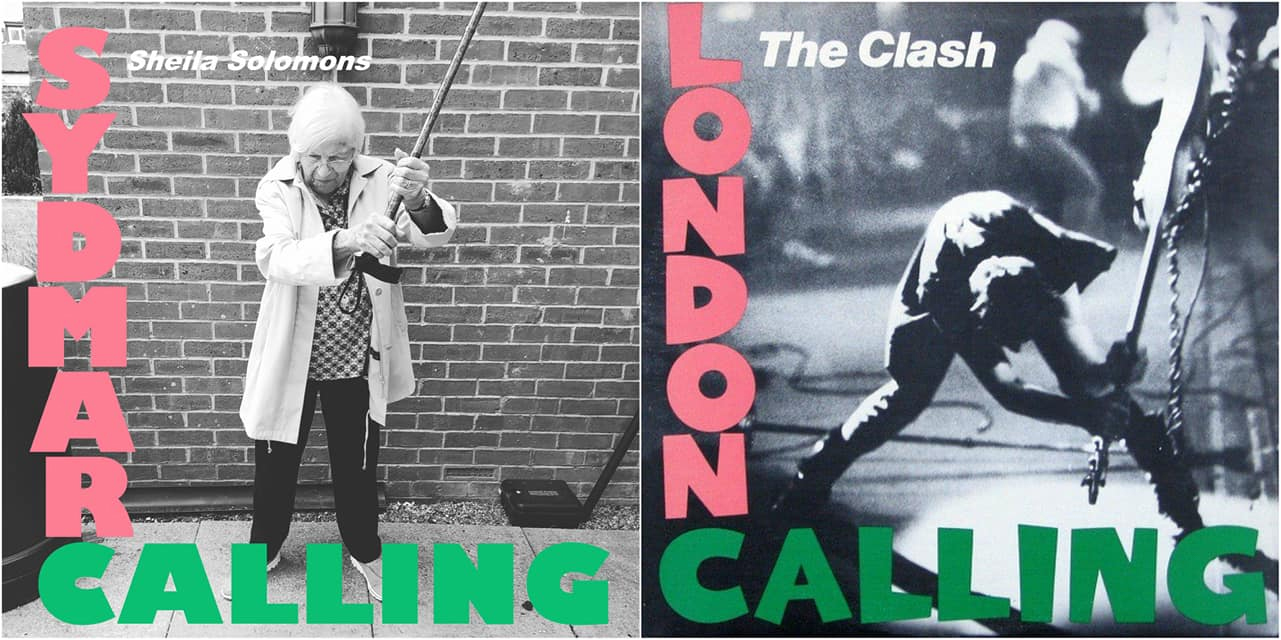 Sheila Solomons
SYDMAR
CALLING
The Clash
LONDON
CALLING